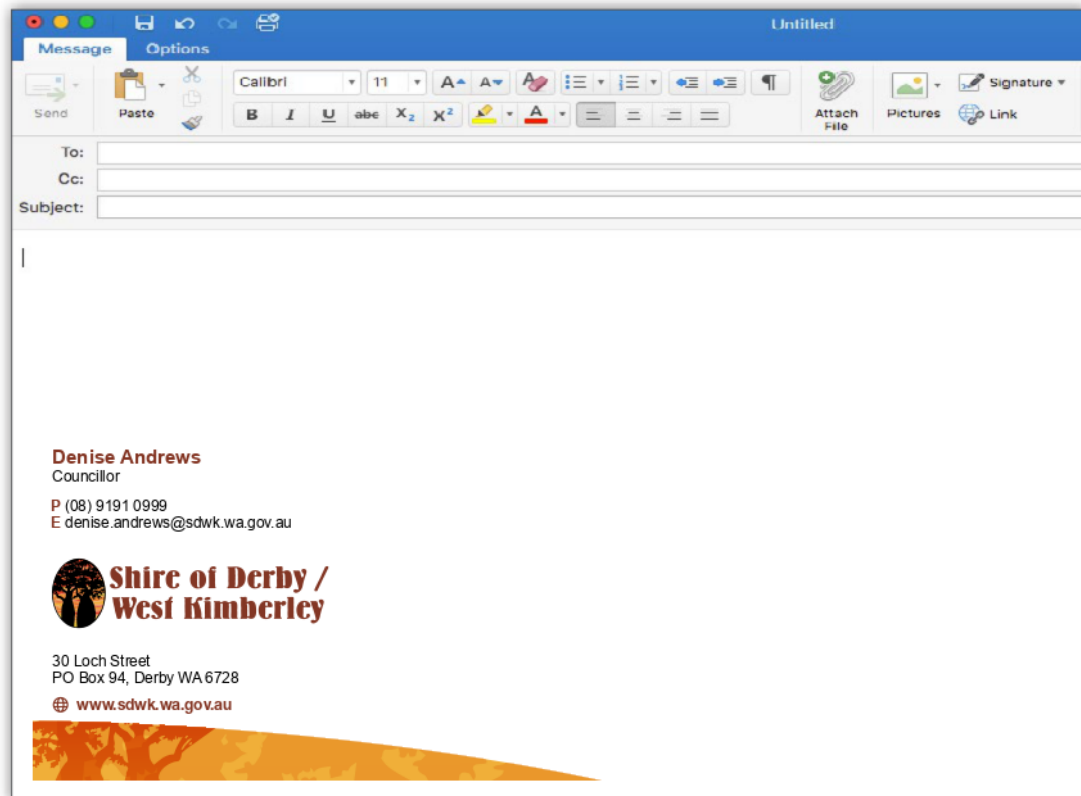 Untitled
Message Options
Calibri 11 A A A
Send Paste B I U abe X2 X2 A Attach File Pictures Signature Link
To:
Cc:
Subject:
Denise Andrews
Councillor
P (08) 9191 0999
E denise.andrews@sdwk.wa.gov.au
Shire of Derby /
West Kimberley
30 Loch Street
PO Box 94, Derby WA 6728
www.sdwk.wa.gov.au